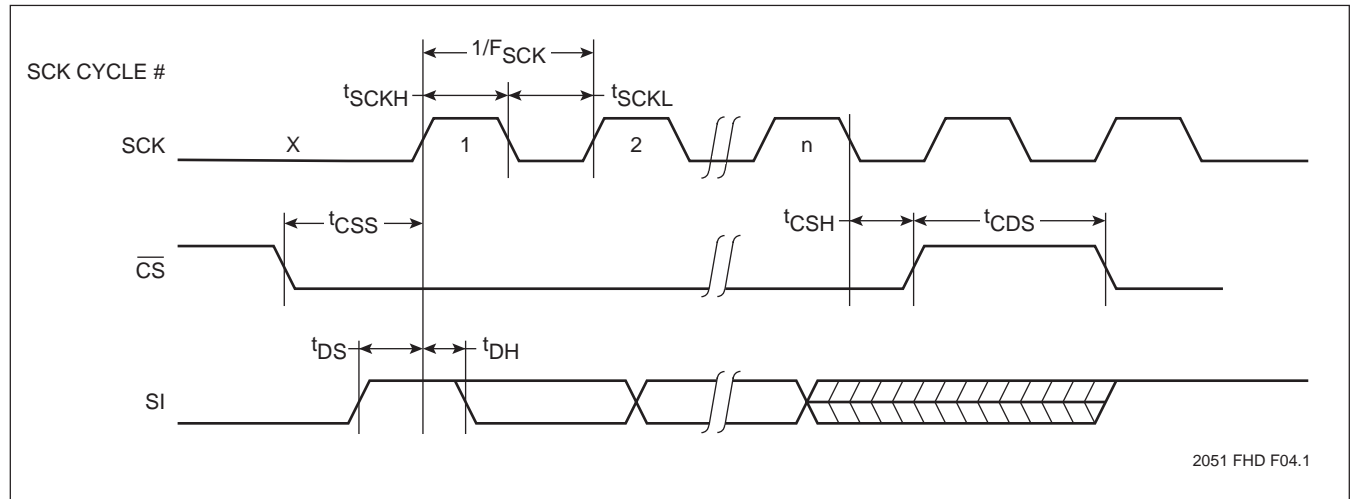 1/FSCK
SCK CYCLE #
tSCKH
tSCKL
SCK
X
1
2
n
tCSS
tCSH
tCDS
CS
tDS
tDH
SI
2051 FHD F04.1